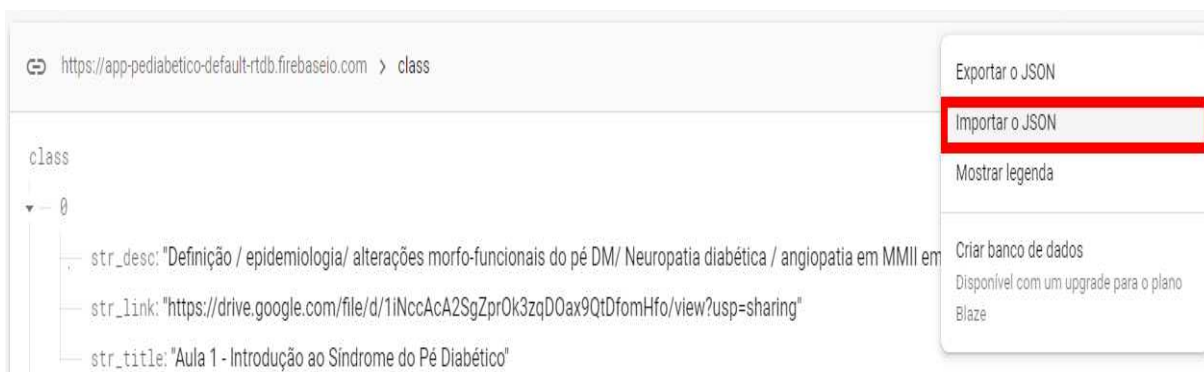 https://app-pediabetico-default-rtdb.firebaseio.com > class
Exportar o JSON
Importar o JSON
Mostrar legenda
Criar banco de dados
Disponível com um upgrade para o plano
Blaze
class
0
str_desc: "Definição / epidemiologia/ alterações morfo-funcionais do pé DM/ Neuropatia diabética / angiopatia em MMII em
str_link: "https://drive.google.com/file/d/1iNccAcA2SgZprOk3zqDOax9QtDfomHfo/view?usp=sharing"
str_title: "Aula 1 - Introdução ao Síndrome do Pé Diabético"